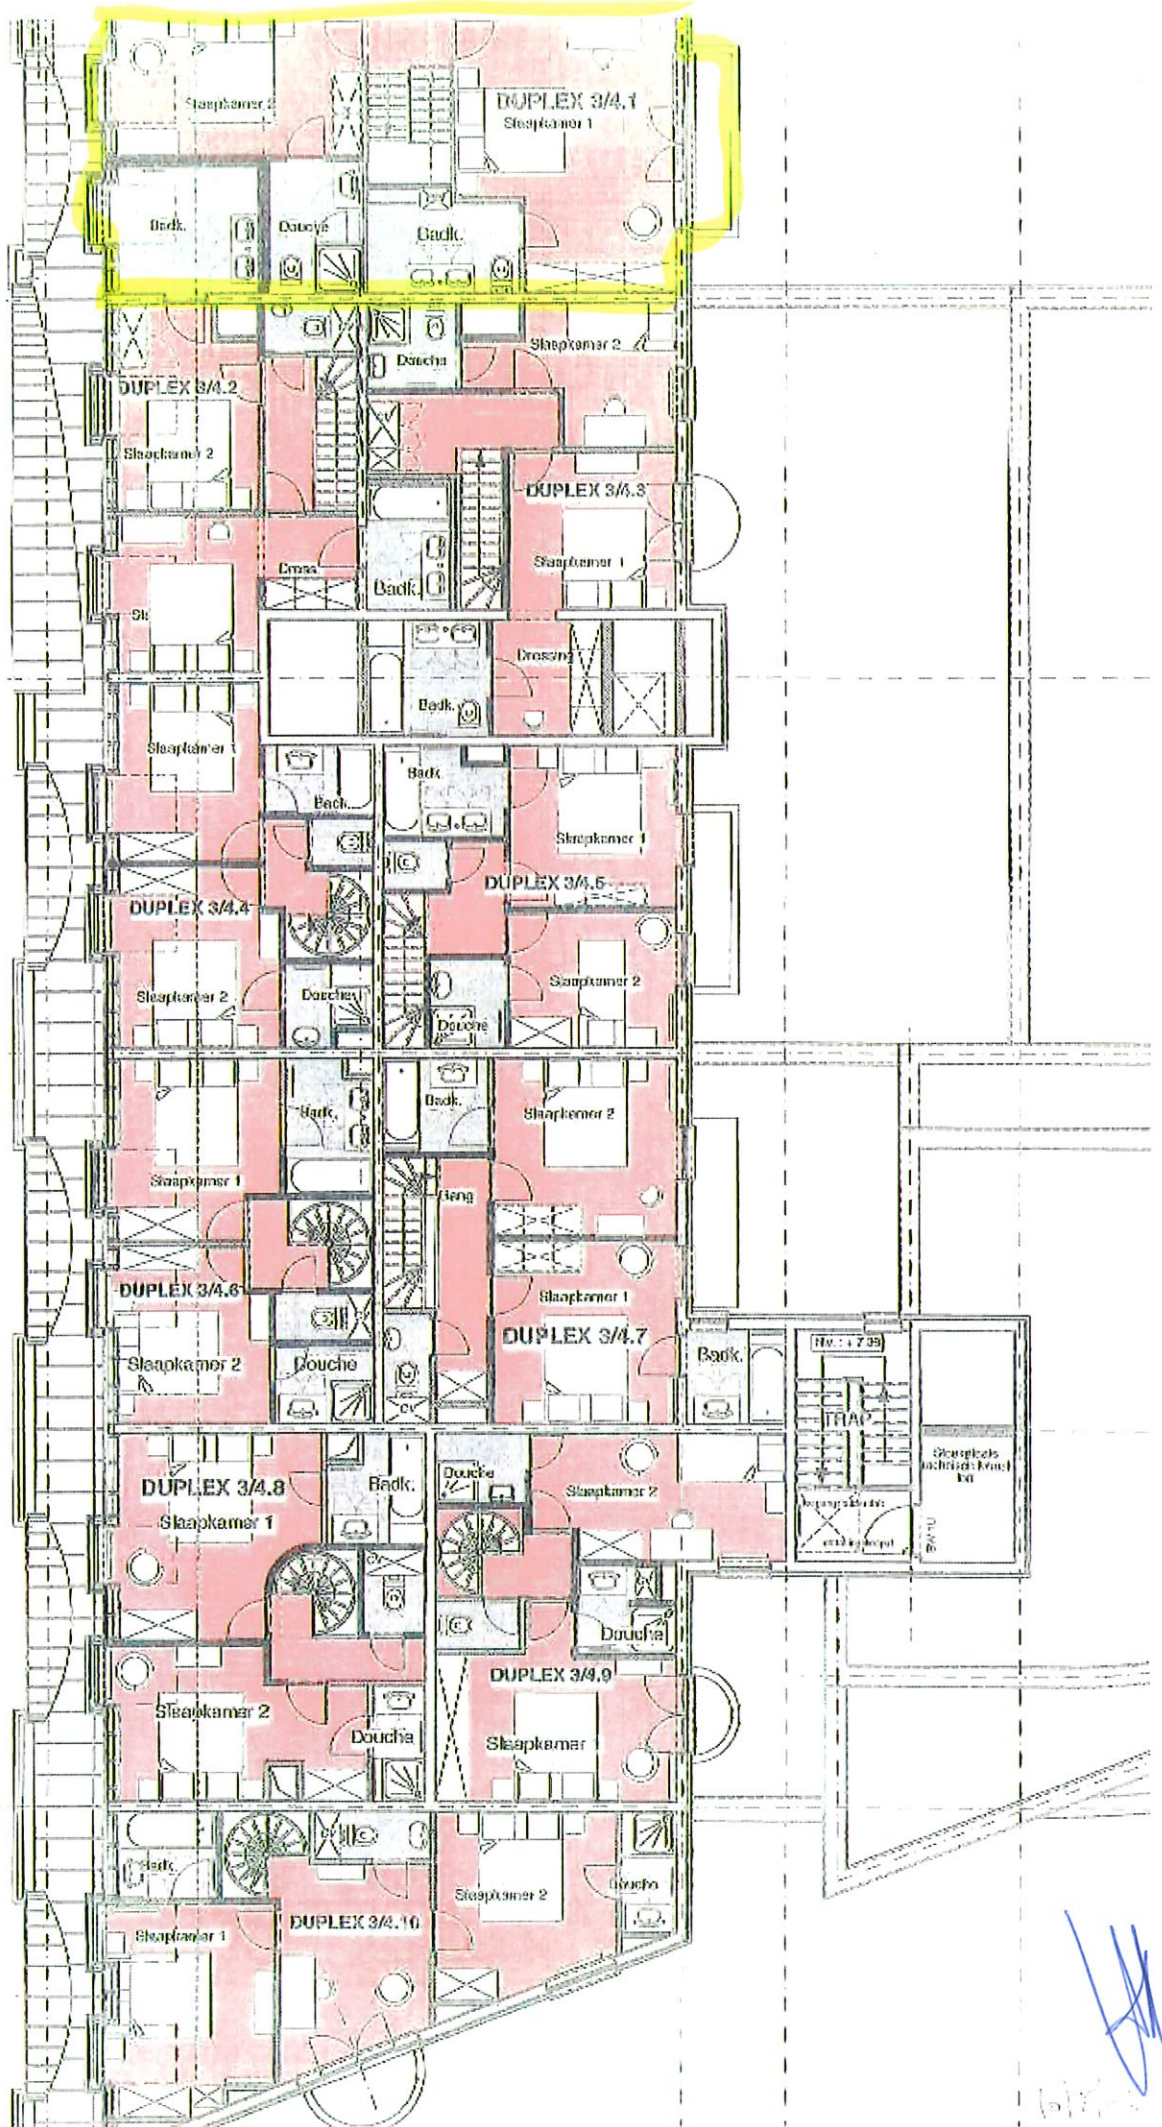 Slaapkamer 2
DUPLEX 3/4.1
Slaapkamer 1
Badk.
Douche
Badk.
DUPLEX 3/4.2
Slaapkamer 2
Douche
Slaapkamer 2
DUPLEX 3/4.3
Slaapkamer 1
Dress
Badk.
Sla
Dressing
Badk.
Slaapkamer 1
Badk.
Badk.
Slaapkamer 1
DUPLEX 3/4.5
DUPLEX 3/4.4
Slaapkamer 2
Douche
Slaapkamer 2
Douche
Slaapkamer 1
Badk.
Badk.
Slaapkamer 2
Gang
DUPLEX 3/4.6
Slaapkamer 2
Douche
Slaapkamer 1
DUPLEX 3/4.7
Badk.
TRAP
DUPLEX 3/4.8
Slaapkamer 1
Badk.
Douche
Slaapkamer 2
Douche
DUPLEX 3/4.9
Slaapkamer 1
Slaapkamer 2
Douche
Badk.
Slaapkamer 1
DUPLEX 3/4.10
Slaapkamer 2
Douche